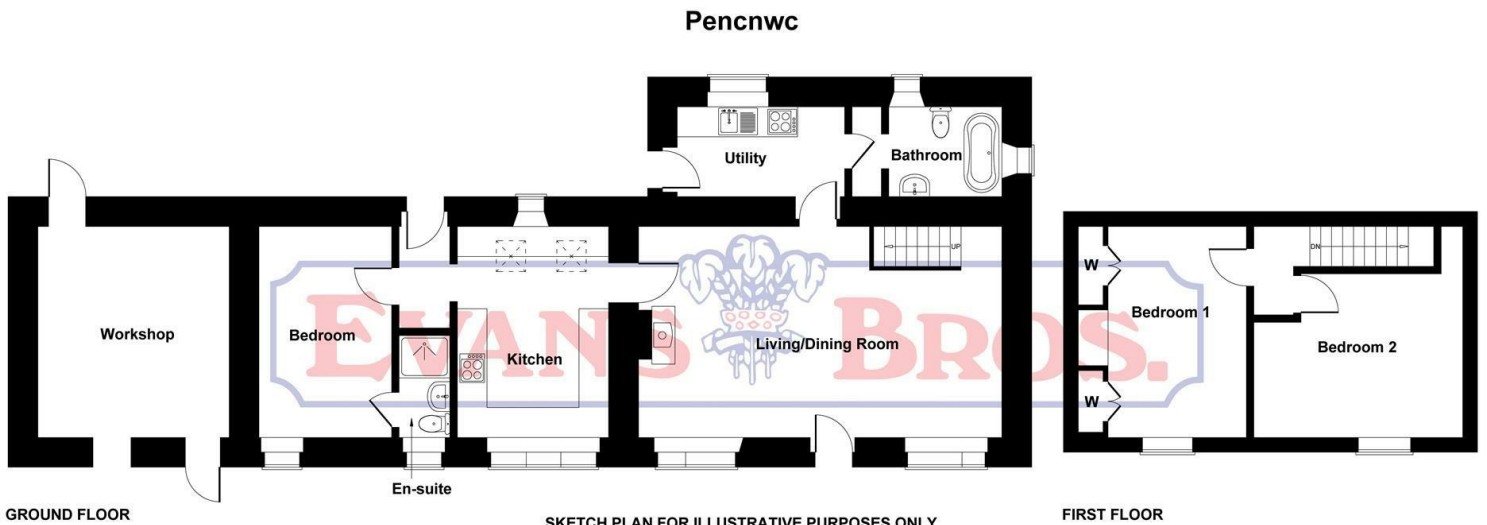 Pencnwc
Utility
Bathroom
UP
DN
W
Bedroom 1
Workshop
Bedroom
Living/Dining Room
Bedroom 2
Kitchen
EVANS BROS.
W
En-suite
GROUND FLOOR
SKETCH PLAN FOR ILLUSTRATIVE PURPOSES ONLY
FIRST FLOOR